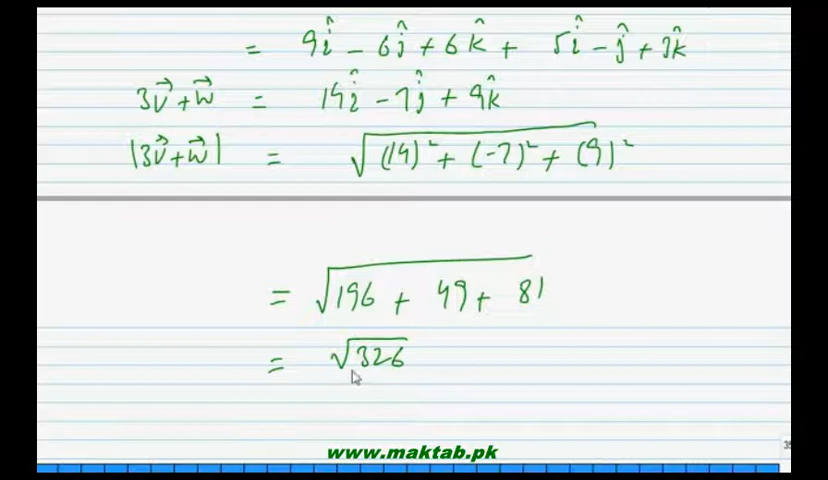 = 9î - 6ĵ + 6k̂ + 5î - ĵ + 3k̂
3v⃗ + w⃗ = 14î - 7ĵ + 9k̂
|3v⃗ + w⃗| = √(14)² + (-7)² + (9)²
= √196 + 49 + 81
= √326
www.maktab.pk